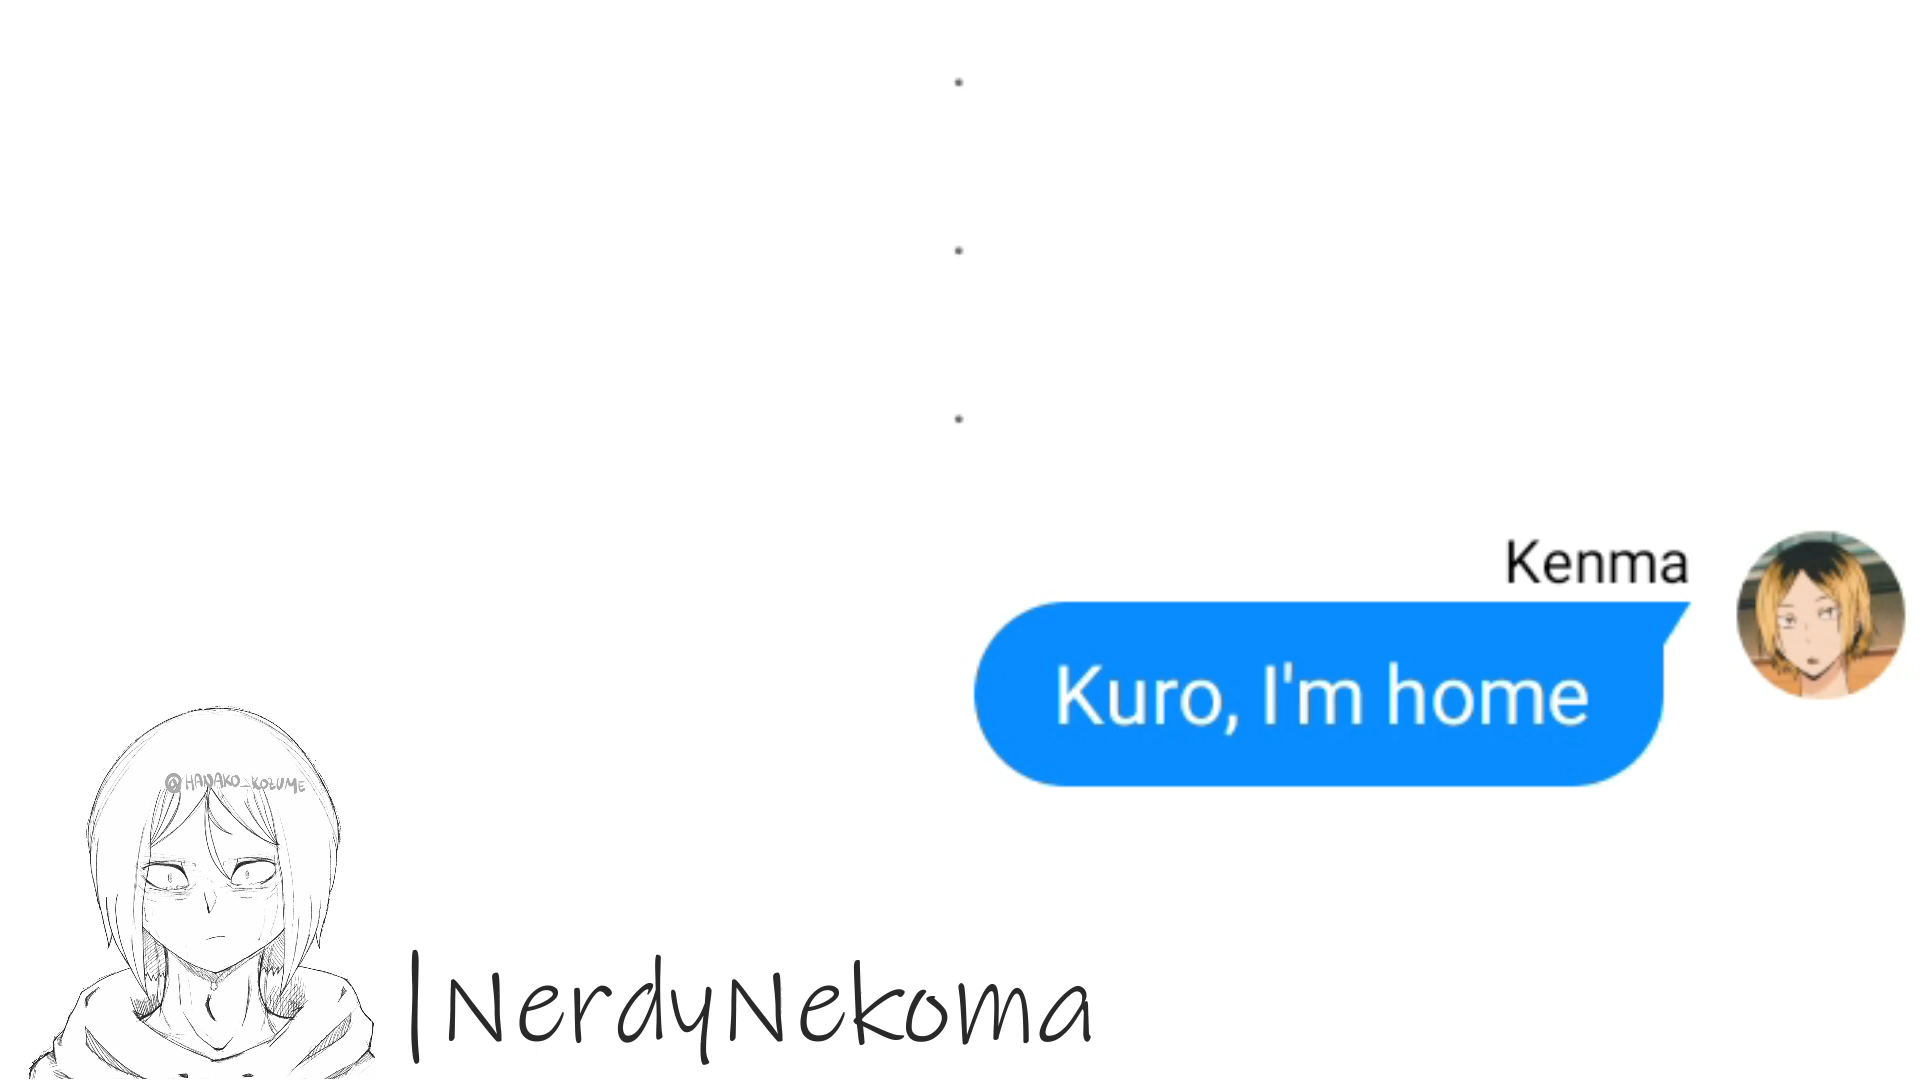 .
.
.
Kenma
Kuro, I'm home
@HANAKO_KOZUME
|NerdyNekoma